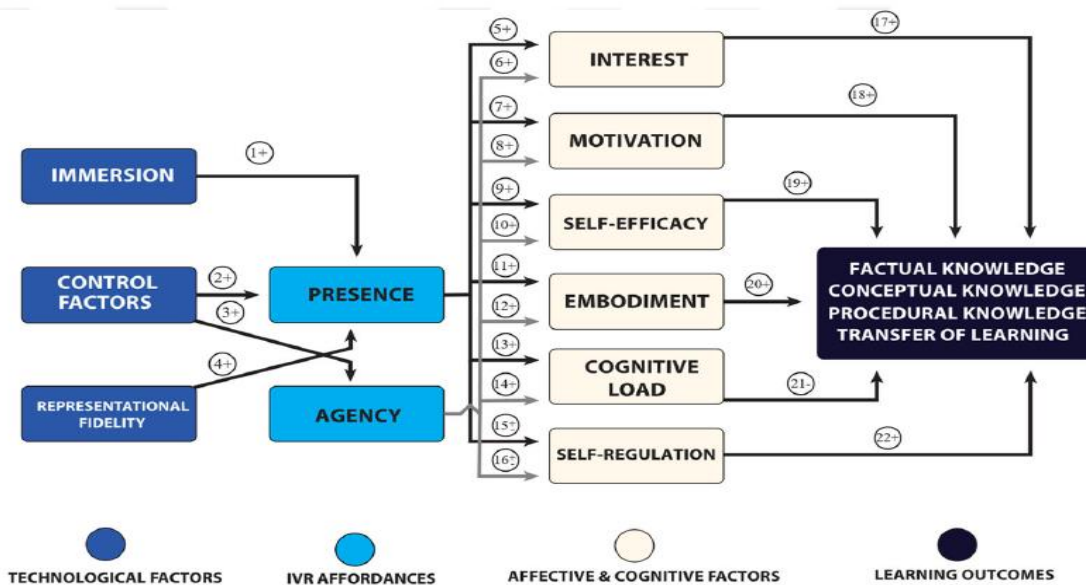 5+
17+
6+
INTEREST
18+
7+
MOTIVATION
8+
1+
IMMERSION
9+
19+
SELF-EFFICACY
10+
CONTROL
FACTORS
2+
3+
PRESENCE
11+
EMBODIMENT
20+
12+
FACTUAL KNOWLEDGE
CONCEPTUAL KNOWLEDGE
PROCEDURAL KNOWLEDGE
TRANSFER OF LEARNING
4+
13+
COGNITIVE
LOAD
14+
21-
REPRESENTATIONAL
FIDELITY
AGENCY
15±
SELF-REGULATION
22+
16±
TECHNOLOGICAL FACTORS
IVR AFFORDANCES
AFFECTIVE & COGNITIVE FACTORS
LEARNING OUTCOMES